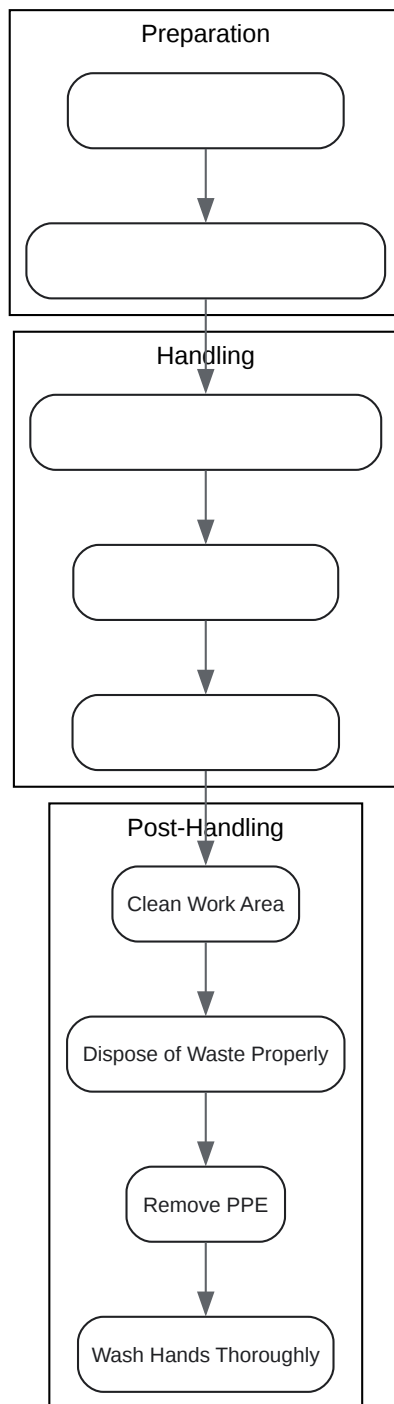 Preparation
Handling
Post-Handling
Clean Work Area
Dispose of Waste Properly
Remove PPE
Wash Hands Thoroughly